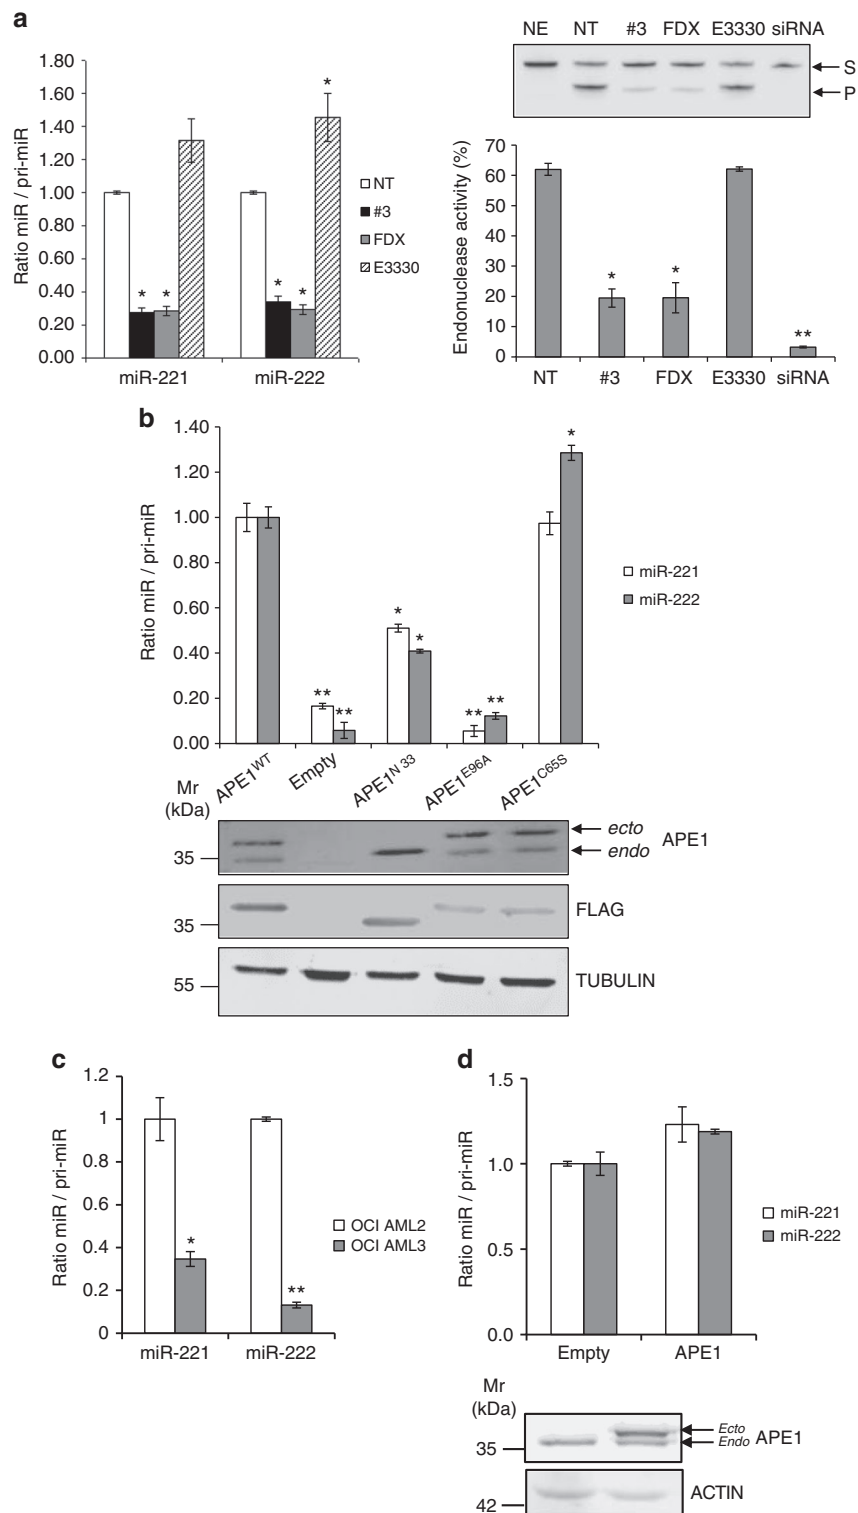 a
1.80
1.60
1.40
1.20
1.00
0.80
0.60
0.40
0.20
0.00
Ratio miR / pri-miR
* * * * *
miR-221 miR-222
NT
#3
FDX
E3330
NE NT #3 FDX E3330 siRNA
S
P
70
60
50
40
30
20
10
0
Endonuclease activity (%)
* * **
NT #3 FDX E3330 siRNA
b
1.40
1.20
1.00
0.80
0.60
0.40
0.20
0.00
Ratio miR / pri-miR
** ** * * ** ** *
miR-221
miR-222
APE1WT Empty APE1N 33 APE1E96A APE1C65S
Mr
(kDa)
35
ecto
endo
APE1
35
FLAG
55
TUBULIN
c
1.2
1
0.8
0.6
0.4
0.2
0
Ratio miR / pri-miR
* **
miR-221 miR-222
OCI AML2
OCI AML3
d
1.5
1.0
0.5
0.0
Ratio miR / pri-miR
Empty APE1
miR-221
miR-222
Mr
(kDa)
35
Ecto
Endo
APE1
42
ACTIN